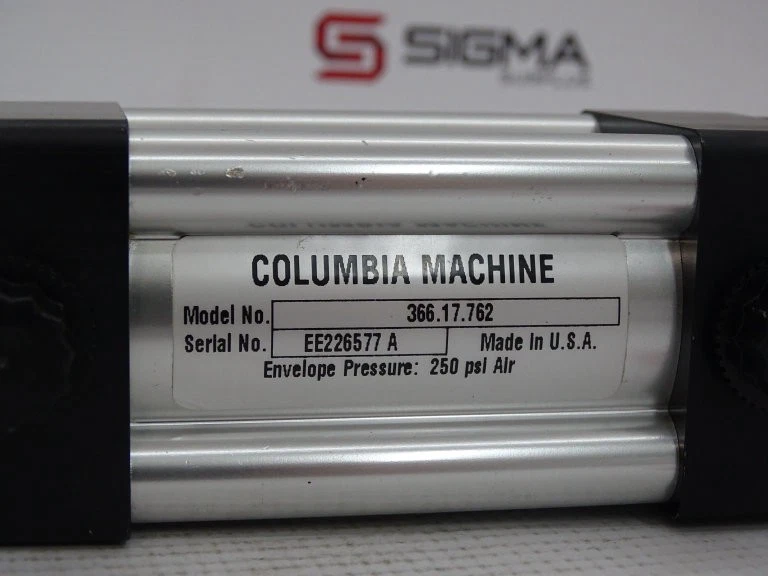 SIGMA
COLUMBIA MACHINE
Model No. 366.17.762
Serial No. EE226577 A Made in U.S.A.
Envelope Pressure: 250 psi Air